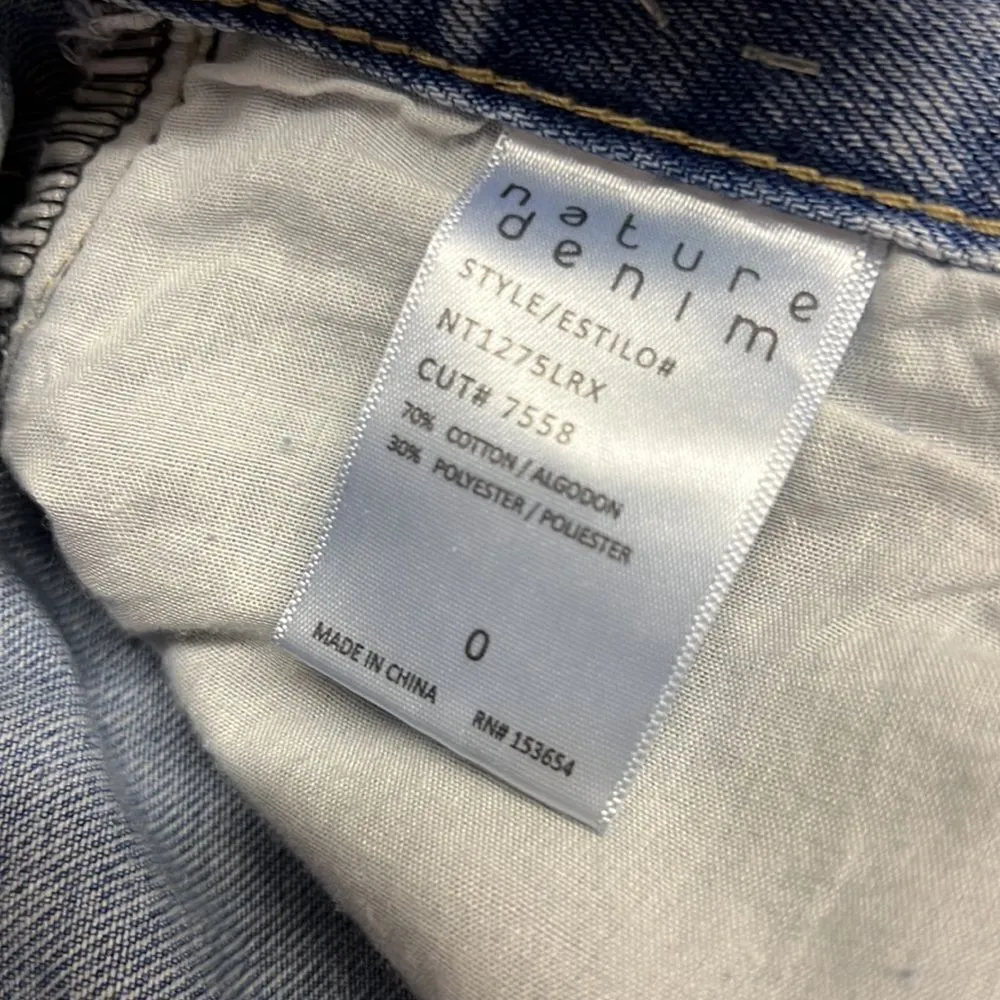 nature
denim
STYLE/ESTILO#
NT1275LRX
CUT# 7558
70% COTTON / ALGODON
30% POLYESTER / POLIESTER
0
MADE IN CHINA
RN# 153654